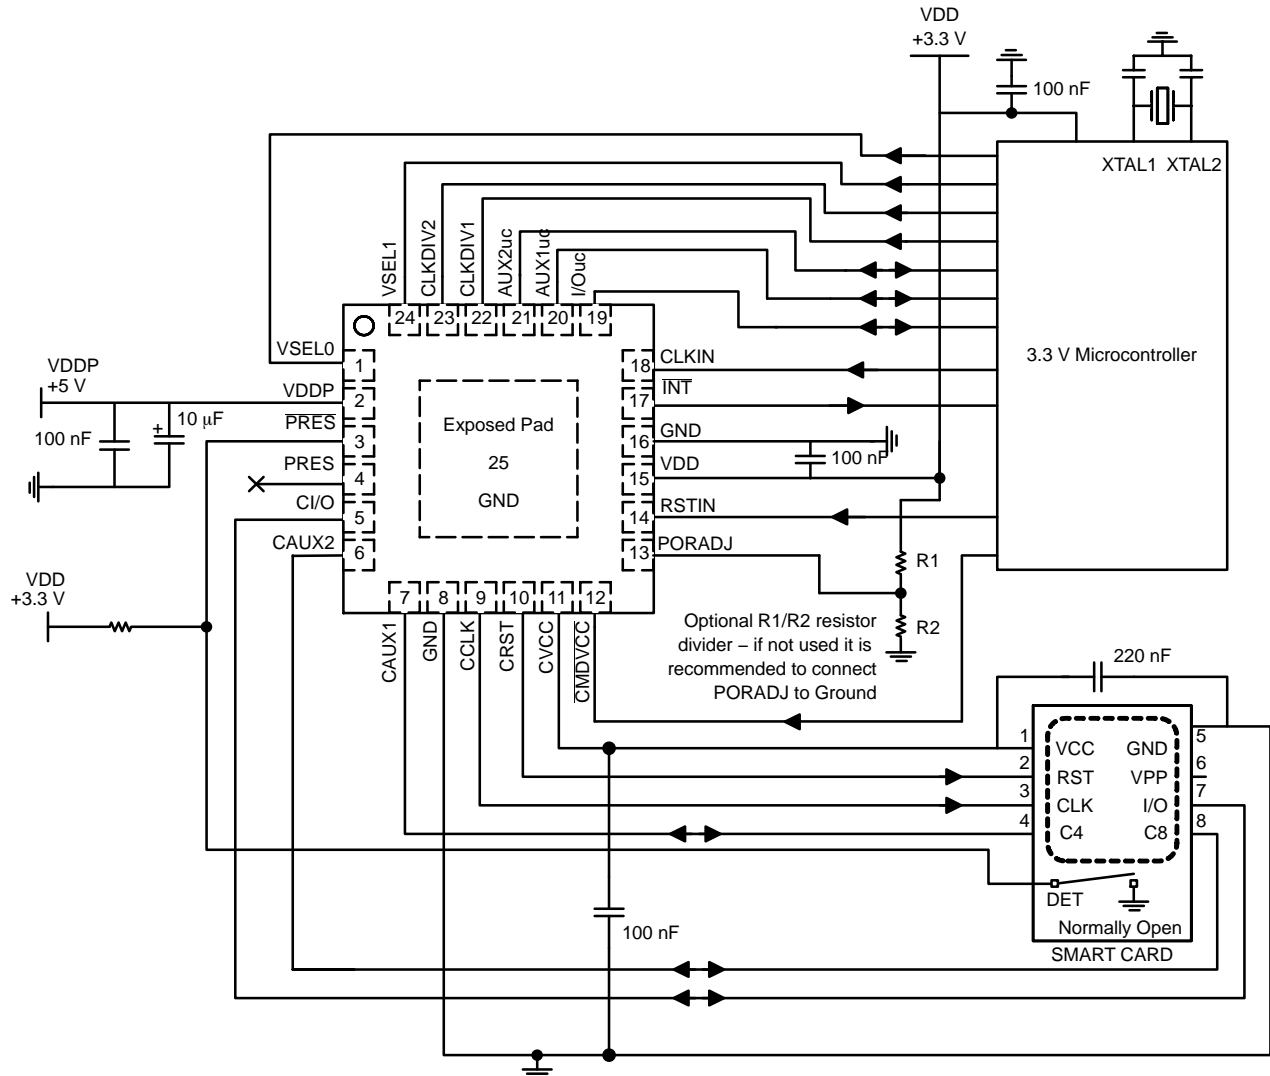 VDD
+3.3 V
100 nF
XTAL1 XTAL2
3.3 V Microcontroller
VSEL1
CLKDIV2
CLKDIV1
AUX2uc
AUX1uc
I/Ouc
24
23
22
21
20
19
VSEL0
1
VDDP
+5 V
VDDP
2
100 nF
+
10 μF
PRES
3
PRES
4
CI/O
5
CAUX2
6
Exposed Pad
25
GND
18
CLKIN
17
INT
16
GND
100 nF
15
VDD
14
RSTIN
13
PORADJ
R1
R2
VDD
+3.3 V
7
8
9
10
11
12
CAUX1
GND
CCLK
CRST
CVCC
CMDVCC
Optional R1/R2 resistor
divider – if not used it is
recommended to connect
PORADJ to Ground
220 nF
1
VCC
GND
5
2
RST
VPP
6
3
CLK
I/O
7
4
C4
C8
8
DET
Normally Open
SMART CARD
100 nF